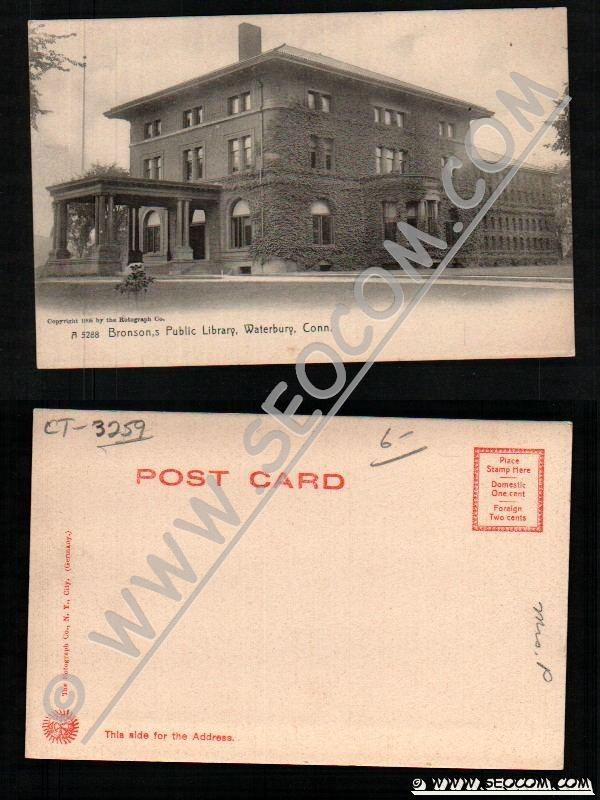 Copyright 1905 by the Rotograph Co.
A 5288 Bronson,s Public Library, Waterbury, Conn.
© WWW.SEOCOM.COM
CT-3259
6-
POST CARD
Place
Stamp Here
Domestic
One cent
Foreign
Two cents
The Rotograph Co., N. Y., City. (Germany.)
This side for the Address.
© WWW.SEOCOM.COM